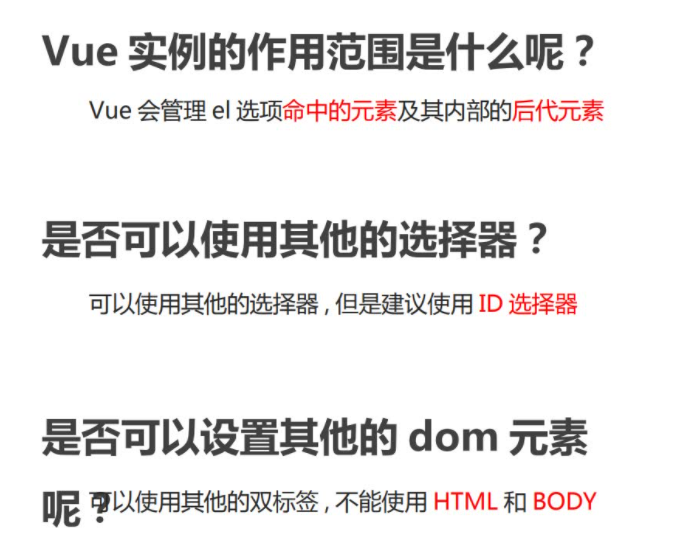 Vue 实例的作用范围是什么呢？
Vue 会管理 el 选项命中的元素及其内部的后代元素
是否可以使用其他的选择器？
可以使用其他的选择器 , 但是建议使用 ID 选择器
是否可以设置其他的 dom 元素
呢？
可以使用其他的双标签 , 不能使用 HTML 和 BODY